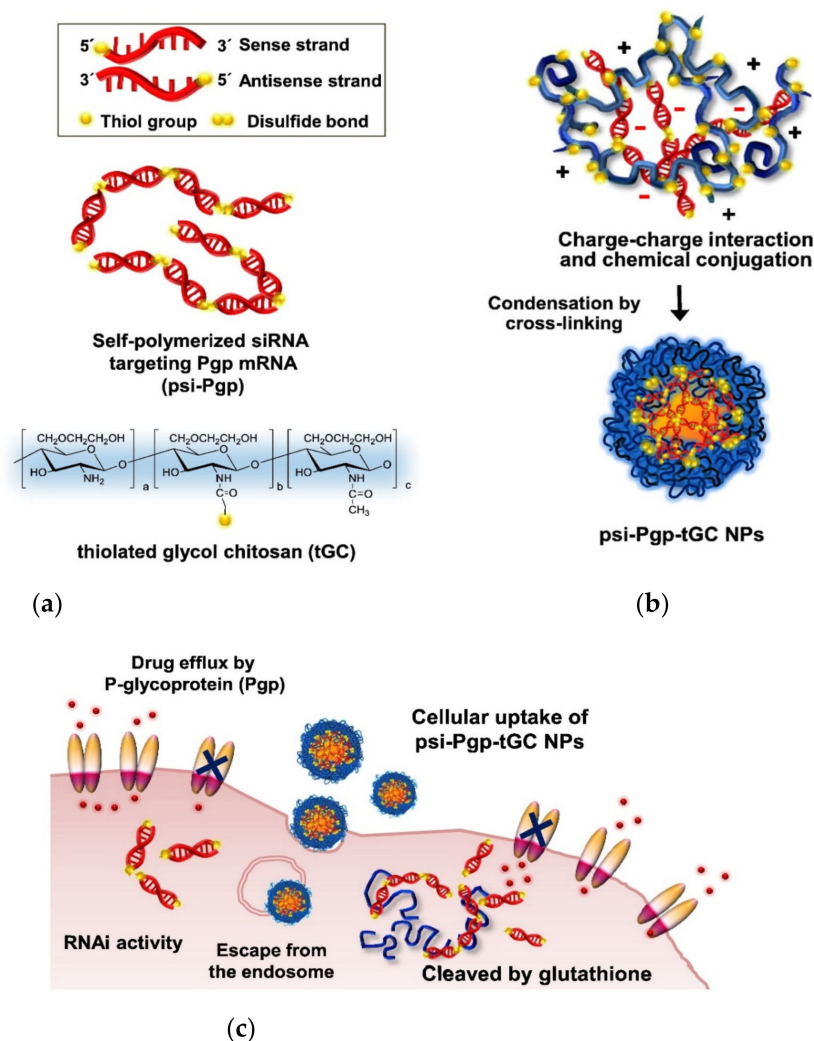 5´ 3´ Sense strand
3´ 5´ Antisense strand
Thiol group Disulfide bond
Self-polymerized siRNA
targeting Pgp mRNA
(psi-Pgp)
CH₂OCH₂CH₂OH CH₂OCH₂CH₂OH CH₂OCH₂CH₂OH
O O O
HO O HO O HO O
NH₂ NH NH
a b c
C=O C=O
CH₃
thiolated glycol chitosan (tGC)
(a)
+ + + + + +
- - - -
Charge-charge interaction
and chemical conjugation
Condensation by
cross-linking
psi-Pgp-tGC NPs
(b)
Drug efflux by
P-glycoprotein (Pgp)
Cellular uptake of
psi-Pgp-tGC NPs
RNAi activity
Escape from
the endosome
Cleaved by glutathione
(c)